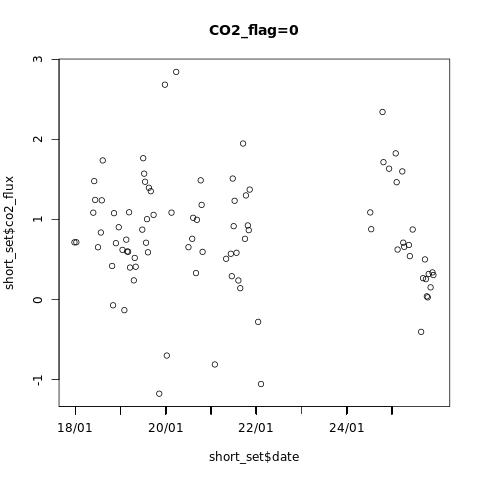 CO2_flag=0
short_set$co2_flux
3
2
1
0
-1
18/01 20/01 22/01 24/01
short_set$date